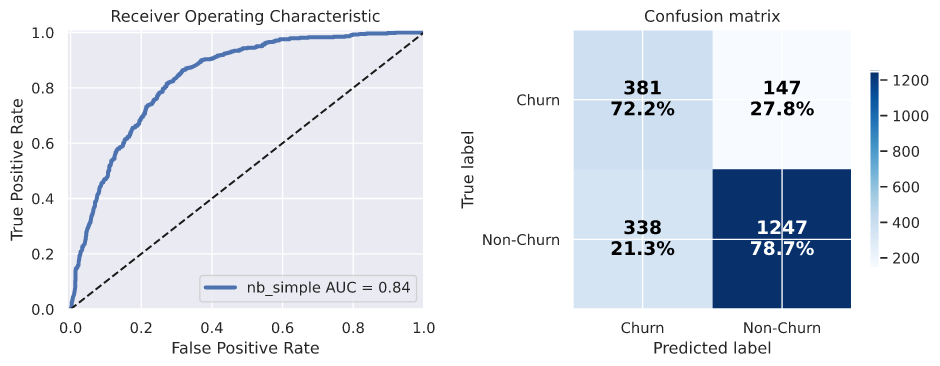 Receiver Operating Characteristic
True Positive Rate
1.0
0.8
0.6
0.4
0.2
0.0
0.0 0.2 0.4 0.6 0.8 1.0
False Positive Rate
nb_simple AUC = 0.84
Confusion matrix
True label
Churn
Non-Churn
381
72.2%
147
27.8%
338
21.3%
1247
78.7%
Churn Non-Churn
Predicted label
1200
1000
800
600
400
200